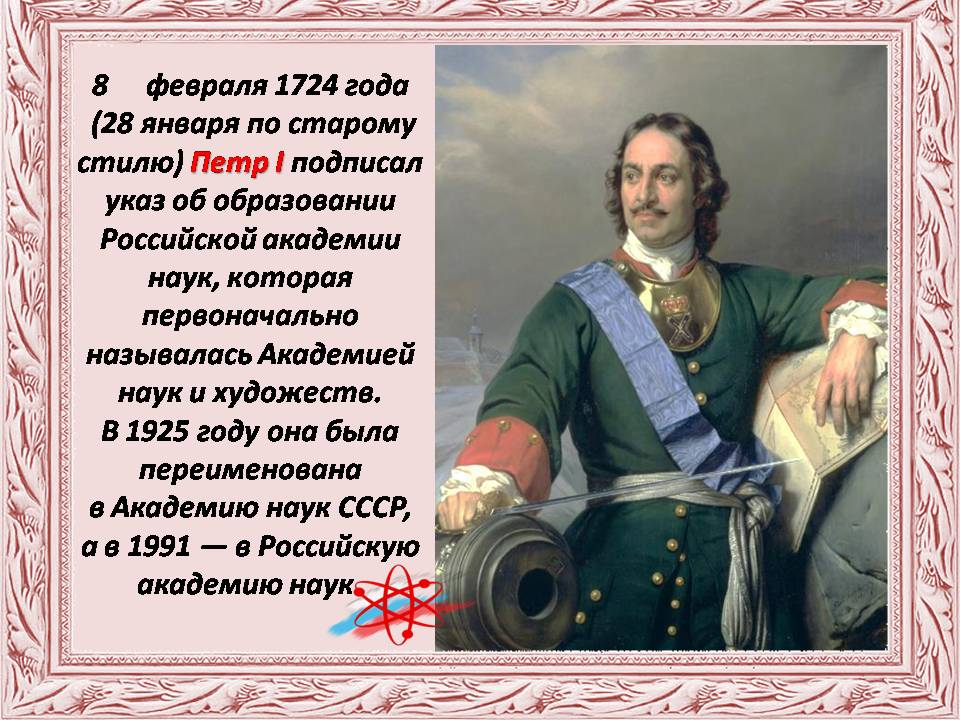 8 февраля 1724 года
(28 января по старому
стилю) Петр I подписал
указ об образовании
Российской академии
наук, которая
первоначально
называлась Академией
наук и художеств.
В 1925 году она была
переименована
в Академию наук СССР,
а в 1991 — в Российскую
академию наук